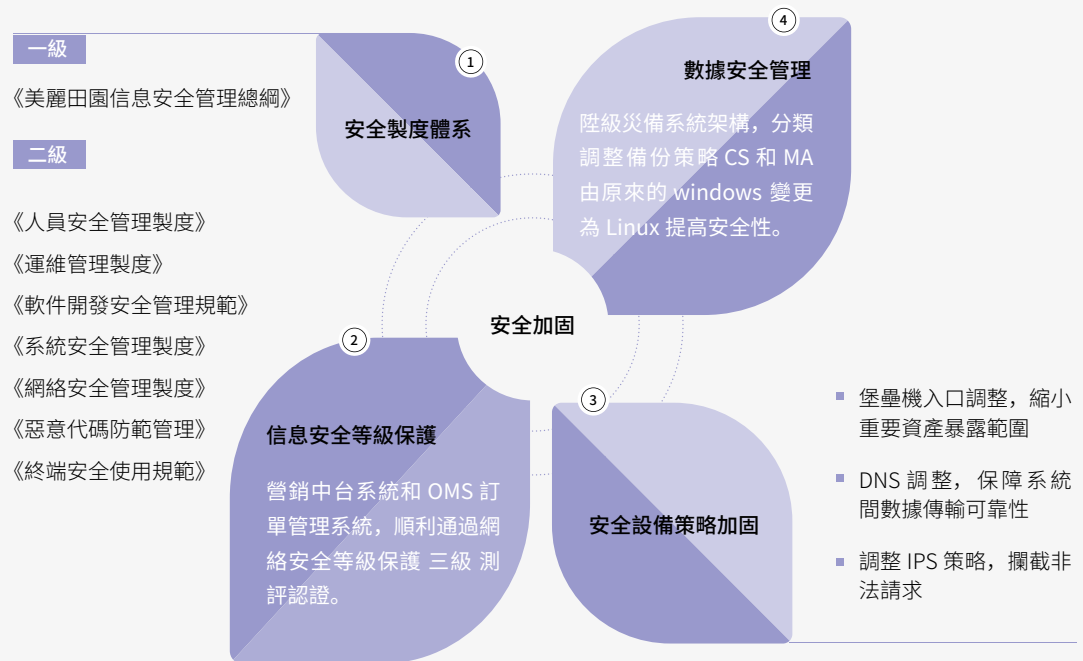 一級
《美麗田園信息安全管理總綱》
二級
《人員安全管理製度》
《運維管理製度》
《軟件開發安全管理規範》
《系統安全管理製度》
《網絡安全管理製度》
《惡意代碼防範管理》
《終端安全使用規範》
1
安全製度體系
4
數據安全管理
陞級災備系統架構，分類
調整備份策略 CS 和 MA
由原來的 windows 變更
為 Linux 提高安全性。
安全加固
2
信息安全等級保護
營銷中台系統和 OMS 訂
單管理系統，順利通過網
絡安全等級保護 三級 測
評認證。
3
安全設備策略加固
堡壘機入口調整，縮小
重要資產暴露範圍
DNS 調整，保障系統
間數據傳輸可靠性
調整 IPS 策略，攔截非
法請求